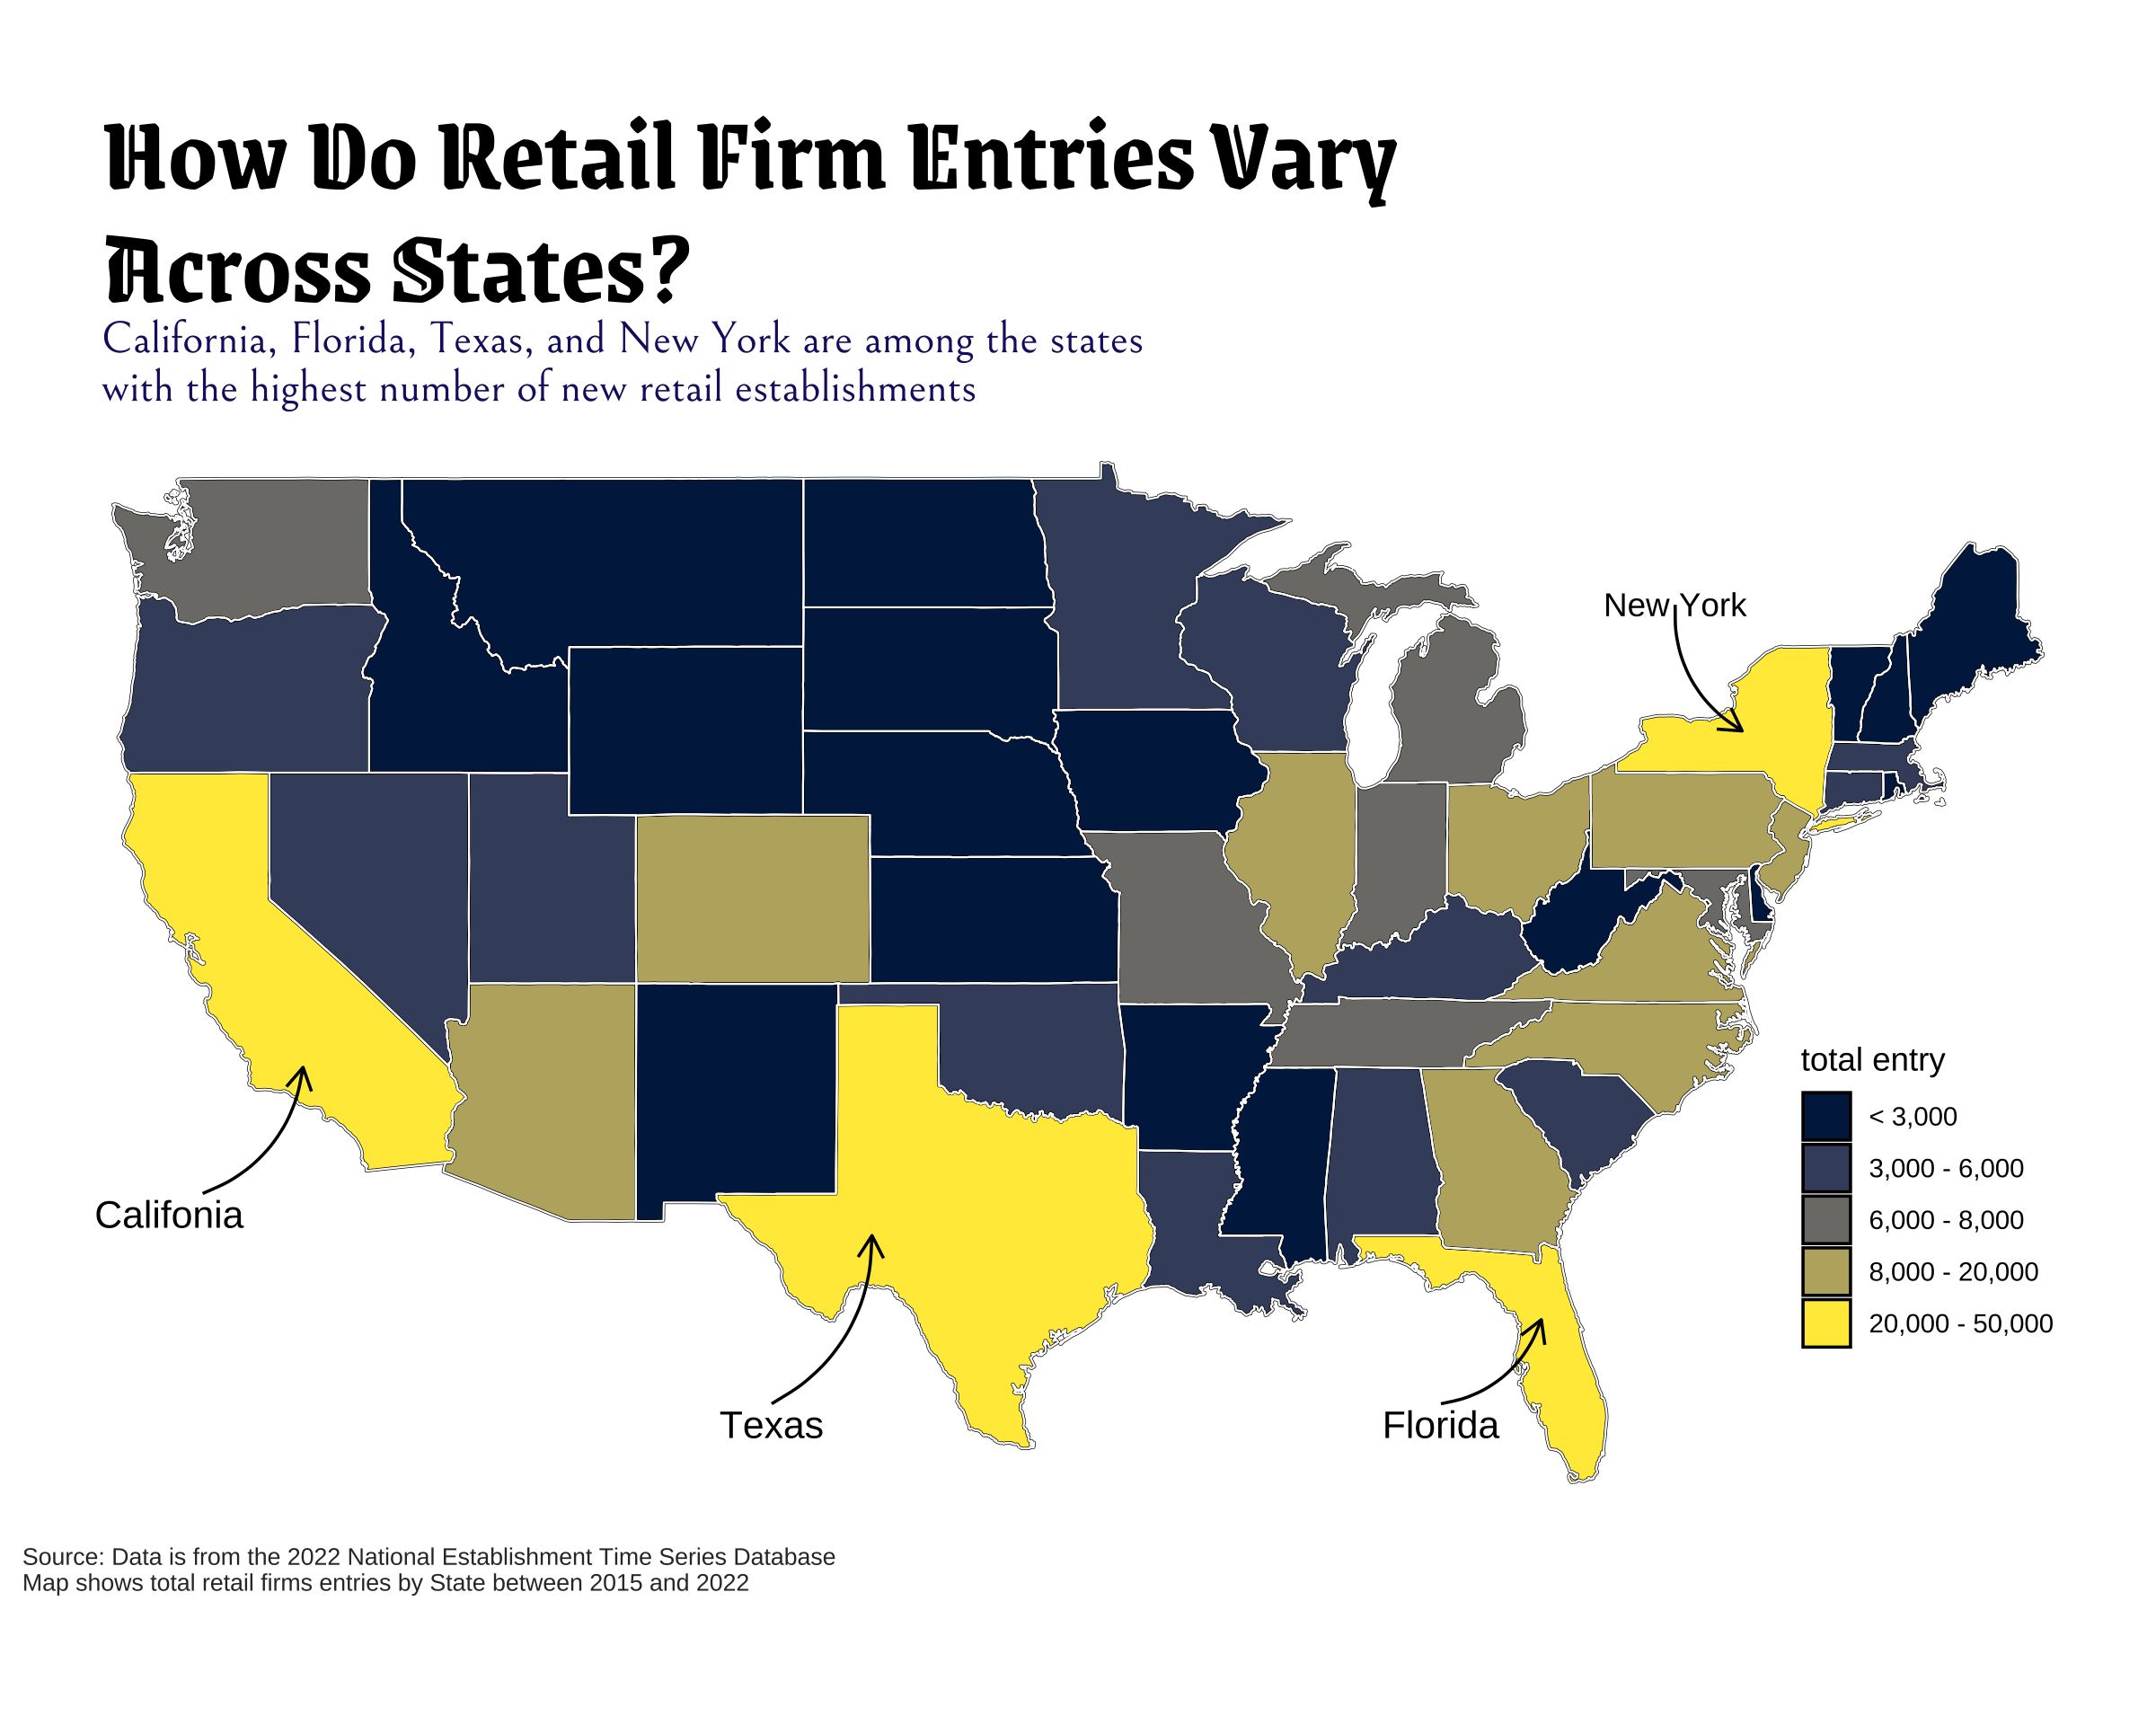 How Do Retail Firm Entries Vary
Across States?
California, Florida, Texas, and New York are among the states
with the highest number of new retail establishments
New York
Califonia
Texas
Florida
total entry
< 3,000
3,000 - 6,000
6,000 - 8,000
8,000 - 20,000
20,000 - 50,000
Source: Data is from the 2022 National Establishment Time Series Database
Map shows total retail firms entries by State between 2015 and 2022